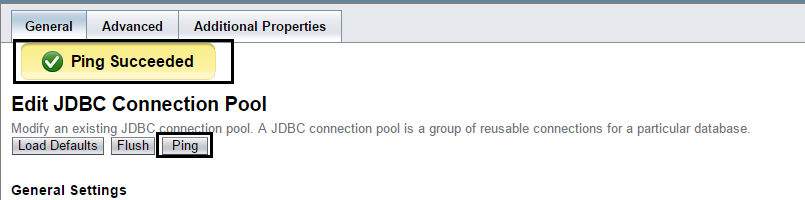 General Advanced Additional Properties
Ping Succeeded
Edit JDBC Connection Pool
Modify an existing JDBC connection pool. A JDBC connection pool is a group of reusable connections for a particular database.
Load Defaults Flush Ping
General Settings